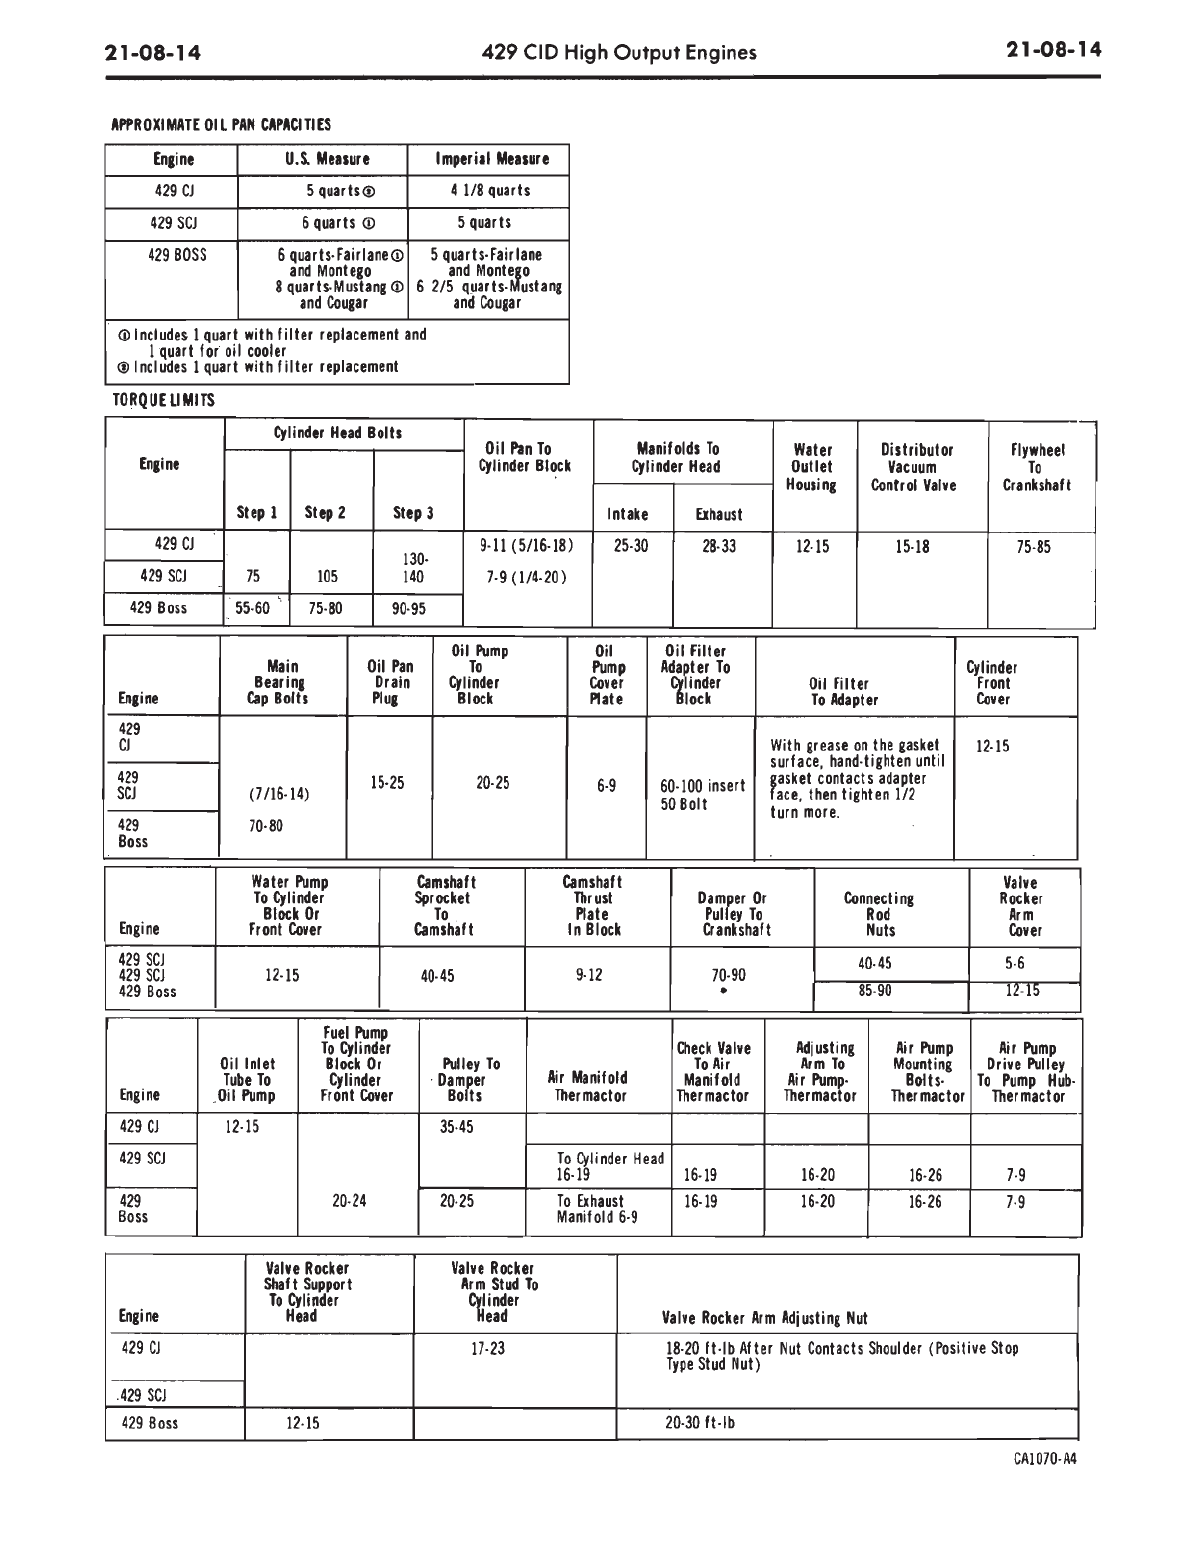 21-08-14 429 CID High Output Engines 21-08-14
APPROXIMATE OIL PAN CAPACITIES
Engine U.S. Measure Imperial Measure
429 CJ 5 quarts② 4 1/8 quarts
429 SCJ 6 quarts ① 5 quarts
429 BOSS 6 quarts-Fairlane① 5 quarts-Fairlane
and Montego and Montego
8 quarts-Mustang① 6 2/5 quarts-Mustang
and Cougar and Cougar
①Includes 1 quart with filter replacement and
1 quart for oil cooler
②Includes 1 quart with filter replacement
TORQUE LIMITS
Cylinder Head Bolts
Oil Pan To Manifolds To Water Distributor Flywheel
Engine Cylinder Block Cylinder Head Outlet Vacuum To
Housing Control Valve Crankshaft
Step 1 Step 2 Step 3 Intake Exhaust
429 CJ 9-11 (5/16-18) 25-30 28-33 12-15 15-18 75-85
130-
429 SCJ 75 105 140 7-9 (1/4-20)
429 Boss 55-60 75-80 90-95
Oil Pump Oil Oil Filter
Main Oil Pan To Pump Adapter To Cylinder
Bearing Drain Cylinder Cover Cylinder Oil Filter Front
Engine Cap Bolts Plug Block Plate Block To Adapter Cover
429
CJ With grease on the gasket 12-15
surface, hand-tighten until
429 15-25 20-25 6-9 60-100 insert gasket contacts adapter
SCJ (7/16-14) 50 Bolt face, then tighten 1/2
turn more.
429 70-80
Boss
Water Pump Camshaft Camshaft Valve
To Cylinder Sprocket Thrust Damper Or Connecting Rocker
Block Or To Plate Pulley To Rod Arm
Engine Front Cover Camshaft In Block Crankshaft Nuts Cover
429 SCJ 40-45 5-6
429 SCJ 12-15 40-45 9-12 70-90
429 Boss 85-90 12-15
Fuel Pump
To Cylinder Check Valve Adjusting Air Pump Air Pump
Oil Inlet Block Or Pulley To To Air Arm To Mounting Drive Pulley
Tube To Cylinder Damper Air Manifold Manifold Air Pump- Bolts- To Pump Hub-
Engine Oil Pump Front Cover Bolts Thermactor Thermactor Thermactor Thermactor Thermactor
429 CJ 12-15 35-45
429 SCJ To Cylinder Head
16-19 16-19 16-20 16-26 7-9
429 20-24 20-25 To Exhaust 16-19 16-20 16-26 7-9
Boss Manifold 6-9
Valve Rocker Valve Rocker
Shaft Support Arm Stud To
To Cylinder Cylinder
Engine Head Head Valve Rocker Arm Adjusting Nut
429 CJ 17-23 18-20 ft-lb After Nut Contacts Shoulder (Positive Stop
Type Stud Nut)
429 SCJ
429 Boss 12-15 20-30 ft-lb
CA1070-A4